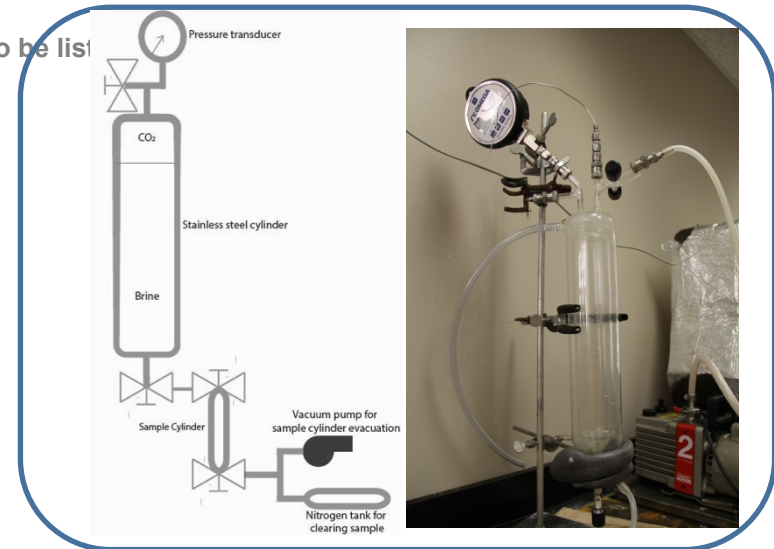 o be list
Pressure transducer
CO₂
Stainless steel cylinder
Brine
Sample Cylinder
Vacuum pump for
sample cylinder evacuation
Nitrogen tank for
clearing sample
OMEGA
2